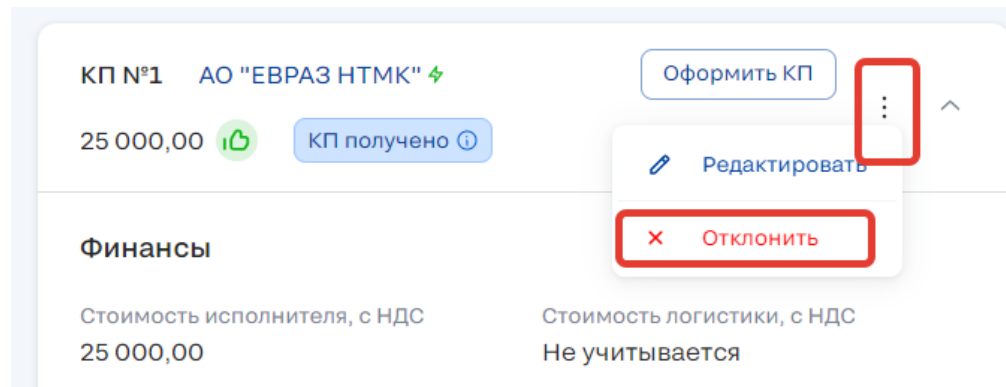 КП №1 АО "ЕВРАЗ НТМК" Оформить КП
25 000,00 КП получено
Редактировать
Отклонить
Финансы
Стоимость исполнителя, с НДС Стоимость логистики, с НДС
25 000,00 Не учитывается